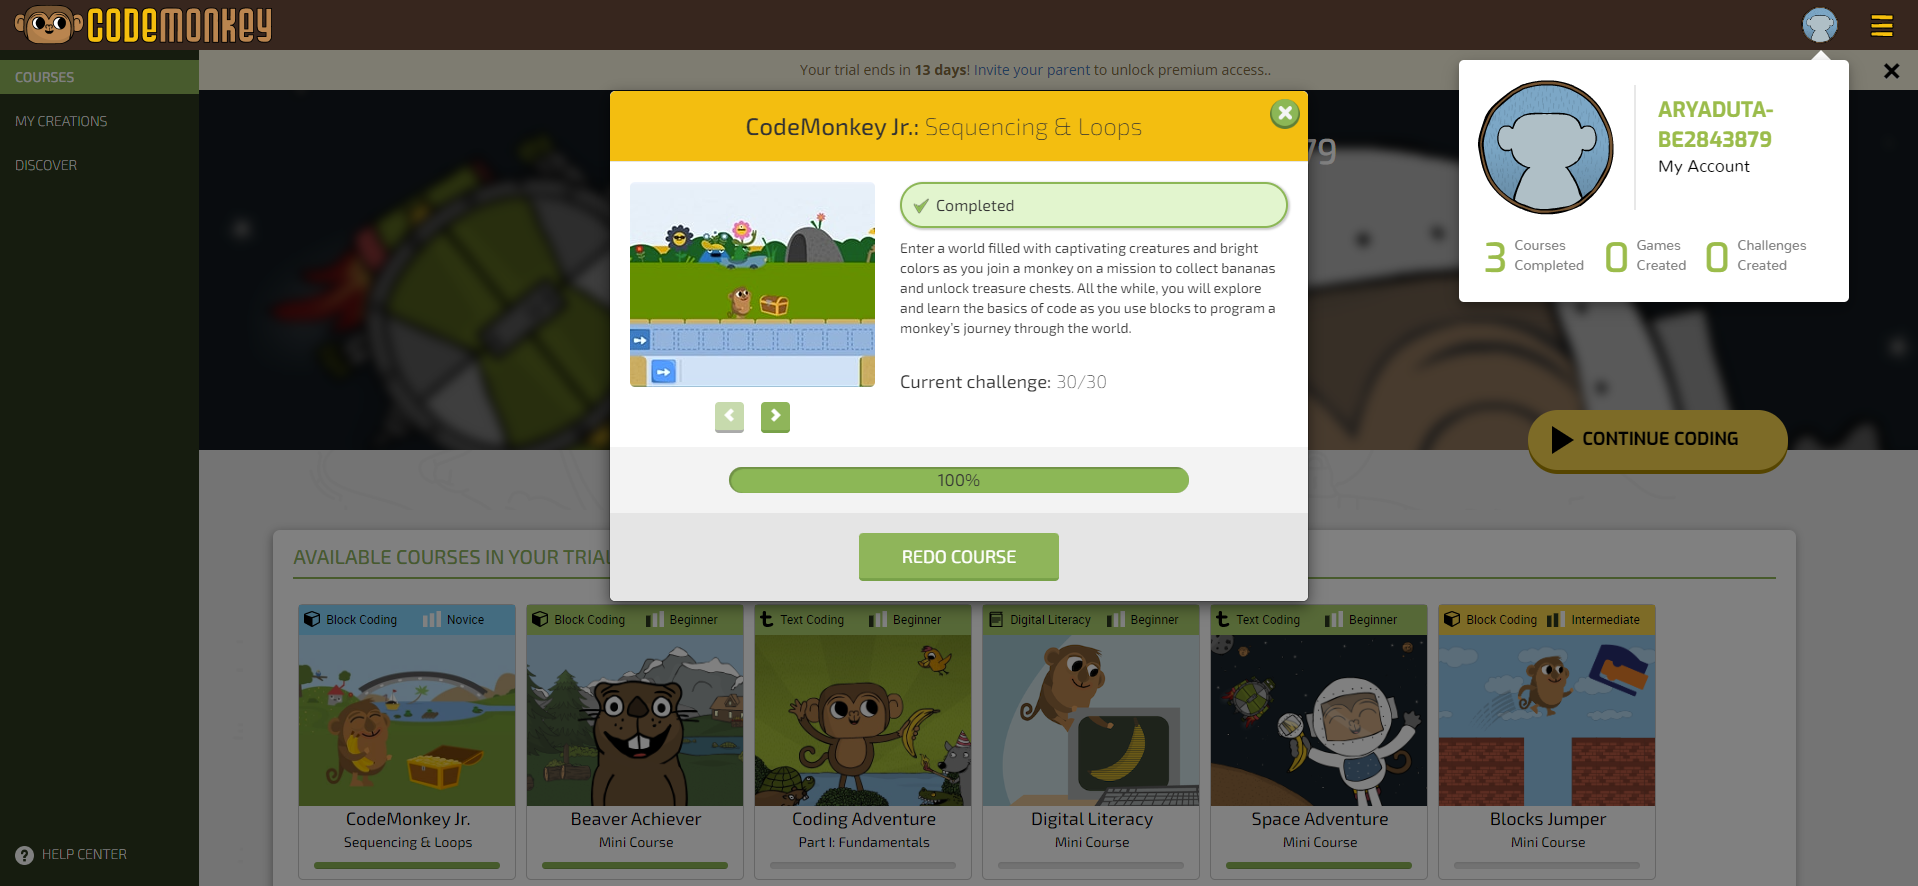 CODEMONKEY
COURSES
MY CREATIONS
DISCOVER
HELP CENTER
Your trial ends in 13 days! Invite your parent to unlock premium access..
79
ARYADUTA-
BE2843879
My Account
3 Courses Completed
0 Games Created
0 Challenges Created
CodeMonkey Jr.: Sequencing & Loops
Completed
Enter a world filled with captivating creatures and bright
colors as you join a monkey on a mission to collect bananas
and unlock treasure chests. All the while, you will explore
and learn the basics of code as you use blocks to program a
monkey's journey through the world.
Current challenge: 30/30
100%
REDO COURSE
CONTINUE CODING
AVAILABLE COURSES IN YOUR TRIAL
Block Coding Novice
CodeMonkey Jr.
Sequencing & Loops
Block Coding Beginner
Beaver Achiever
Mini Course
Text Coding Beginner
Coding Adventure
Part I: Fundamentals
Digital Literacy Beginner
Digital Literacy
Mini Course
Text Coding Beginner
Space Adventure
Mini Course
Block Coding Intermediate
Blocks Jumper
Mini Course